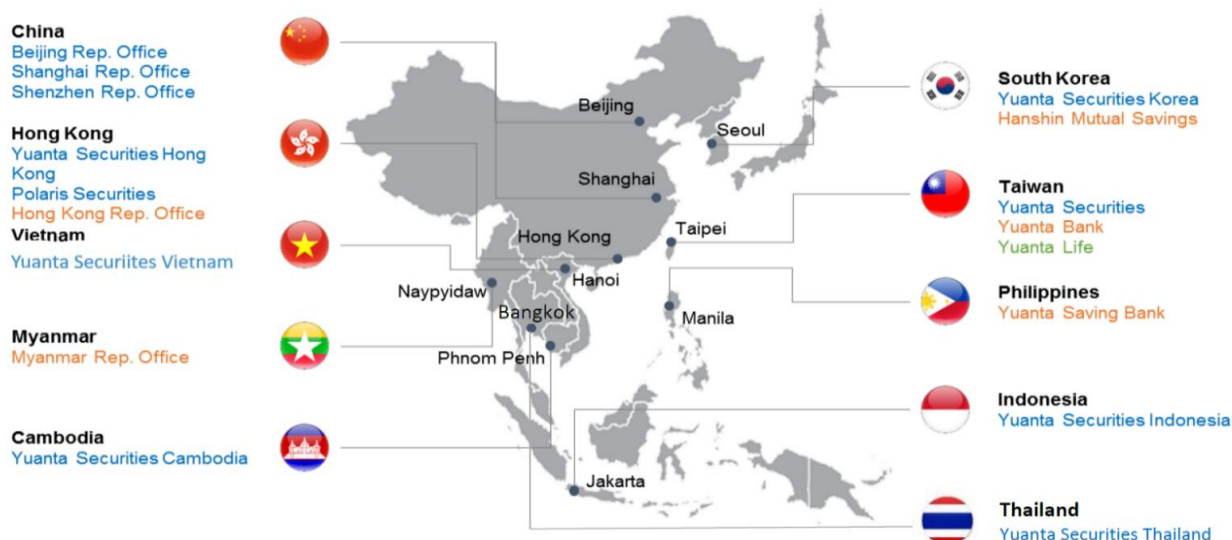 China
Beijing Rep. Office
Shanghai Rep. Office
Shenzhen Rep. Office
Hong Kong
Yuanta Securities Hong
Kong
Polaris Securities
Hong Kong Rep. Office
Vietnam
Yuanta Securiites Vietnam
Myanmar
Myanmar Rep. Office
Cambodia
Yuanta Securities Cambodia
Beijing
Seoul
Shanghai
Taipei
Hong Kong
Hanoi
Naypyidaw
Bangkok
Manila
Phnom Penh
Jakarta
South Korea
Yuanta Securities Korea
Hanshin Mutual Savings
Taiwan
Yuanta Securities
Yuanta Bank
Yuanta Life
Philippines
Yuanta Saving Bank
Indonesia
Yuanta Securities Indonesia
Thailand
Yuanta Securities Thailand